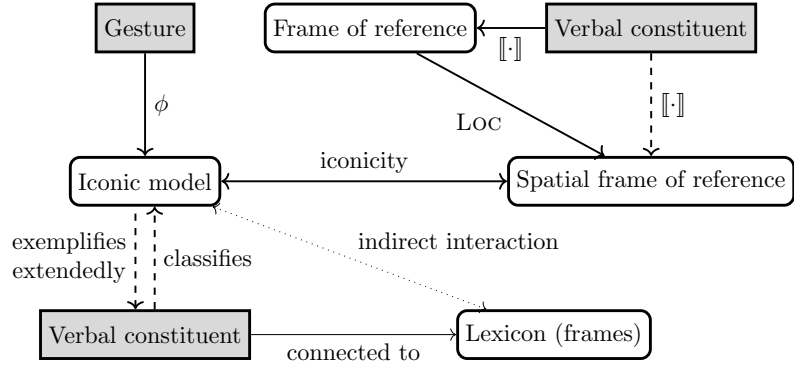 Gesture
Frame of reference
Verbal constituent
⟦·⟧
ϕ
Loc
⟦·⟧
iconicity
Iconic model
Spatial frame of reference
exemplifies
extendedly
classifies
indirect interaction
Verbal constituent
Lexicon (frames)
connected to